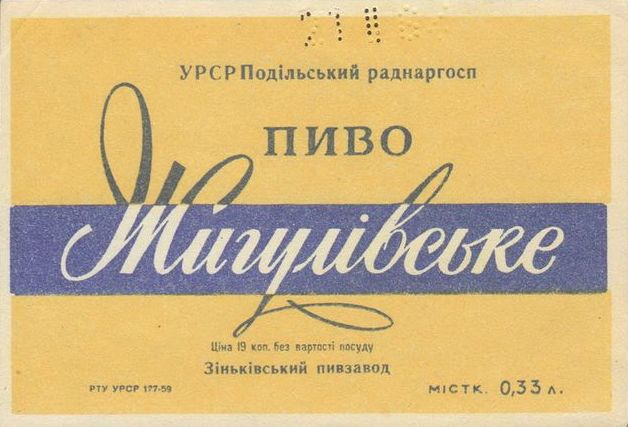 УРСР Подільський раднаргосп
ПИВО
Жигулівське
Ціна 19 коп. без вартості посуду
Зіньківський пивзавод
РТУ УРСР 177-59
МІСТК. 0,33 л.